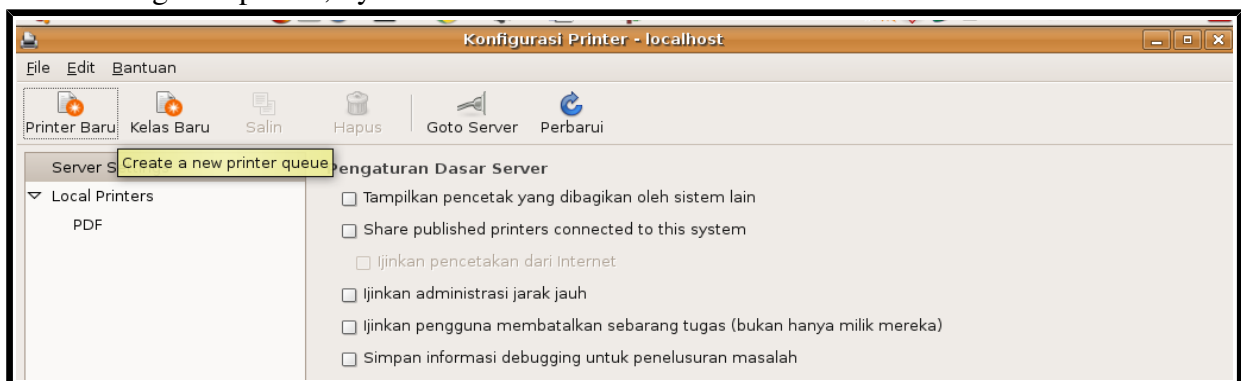 Konfigurasi Printer - localhost
File Edit Bantuan
Printer Baru Kelas Baru Salin Hapus Goto Server Perbarui
Create a new printer queue
Server S
Pengaturan Dasar Server
Local Printers
PDF
Tampilkan pencetak yang dibagikan oleh sistem lain
Share published printers connected to this system
Ijinkan pencetakan dari Internet
Ijinkan administrasi jarak jauh
Ijinkan pengguna membatalkan sebarang tugas (bukan hanya milik mereka)
Simpan informasi debugging untuk penelusuran masalah